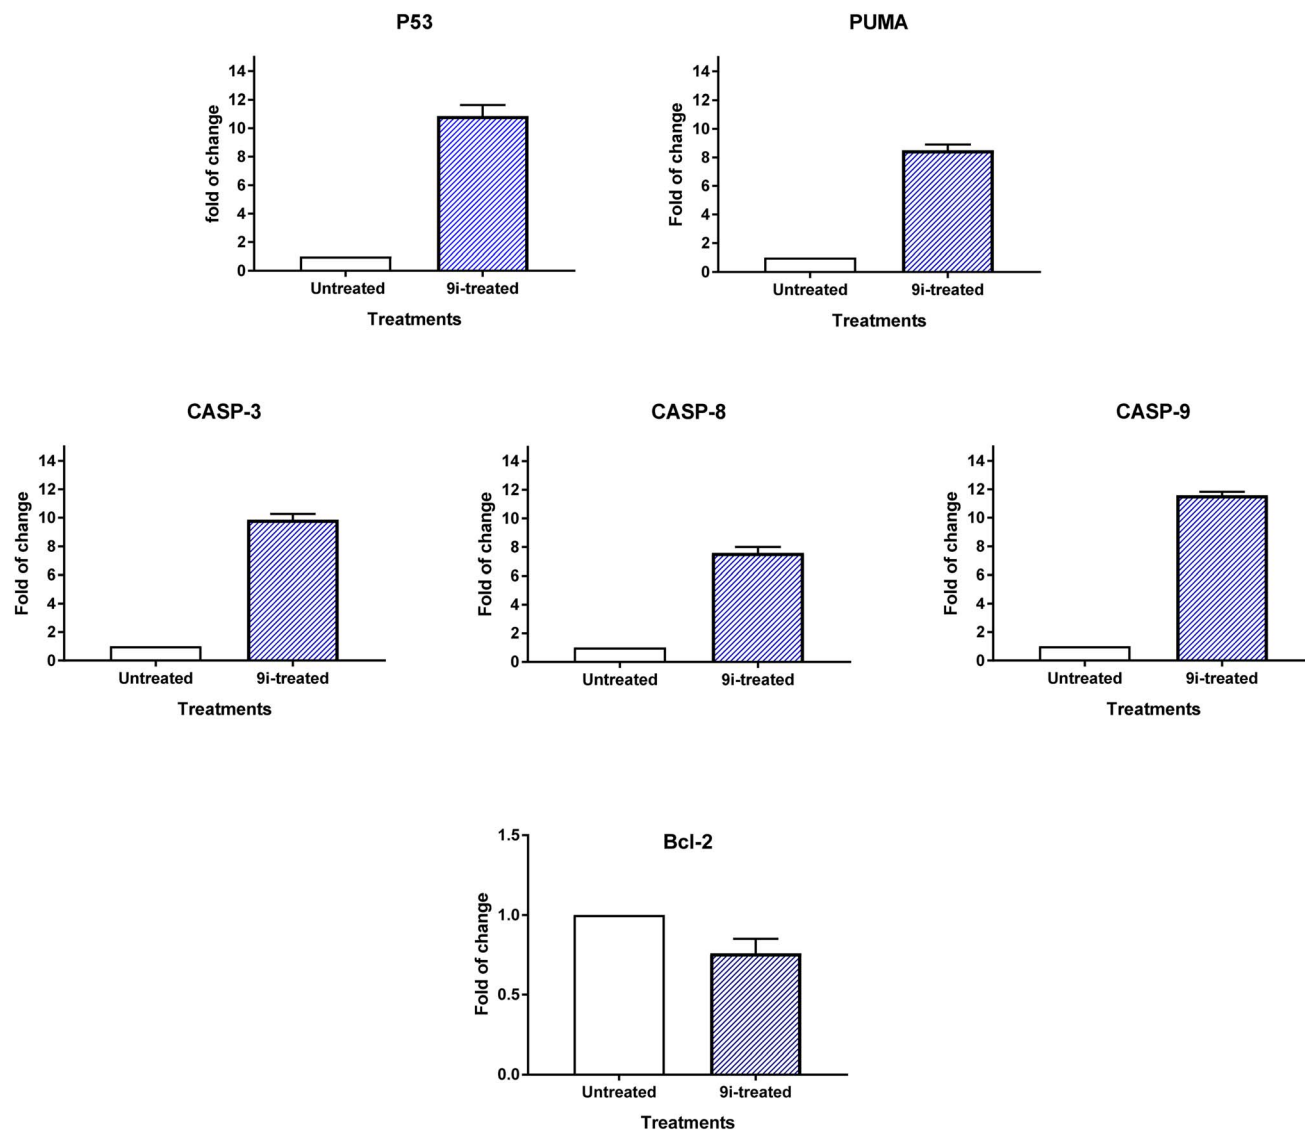 P53
14
12
10
8
6
4
2
0
fold of change
Untreated
9i-treated
Treatments
PUMA
14
12
10
8
6
4
2
0
Fold of change
Untreated
9i-treated
Treatments
CASP-3
14
12
10
8
6
4
2
0
Fold of change
Untreated
9i-treated
Treatments
CASP-8
14
12
10
8
6
4
2
0
Fold of change
Untreated
9i-treated
CASP-9
14
12
10
8
6
4
2
0
Fold of change
Untreated
9i-treated
Treatments
Bcl-2
1.5
1.0
0.5
0.0
Fold of change
Untreated
9i-treated
Treatments